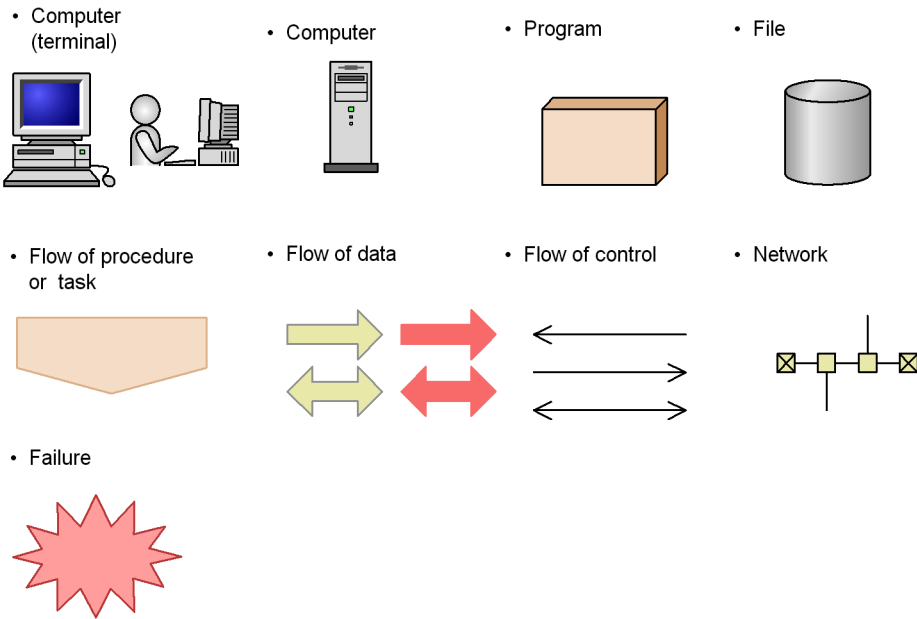 • Computer
(terminal)
• Computer
• Program
• File
• Flow of procedure
or task
• Flow of data
• Flow of control
• Network
• Failure